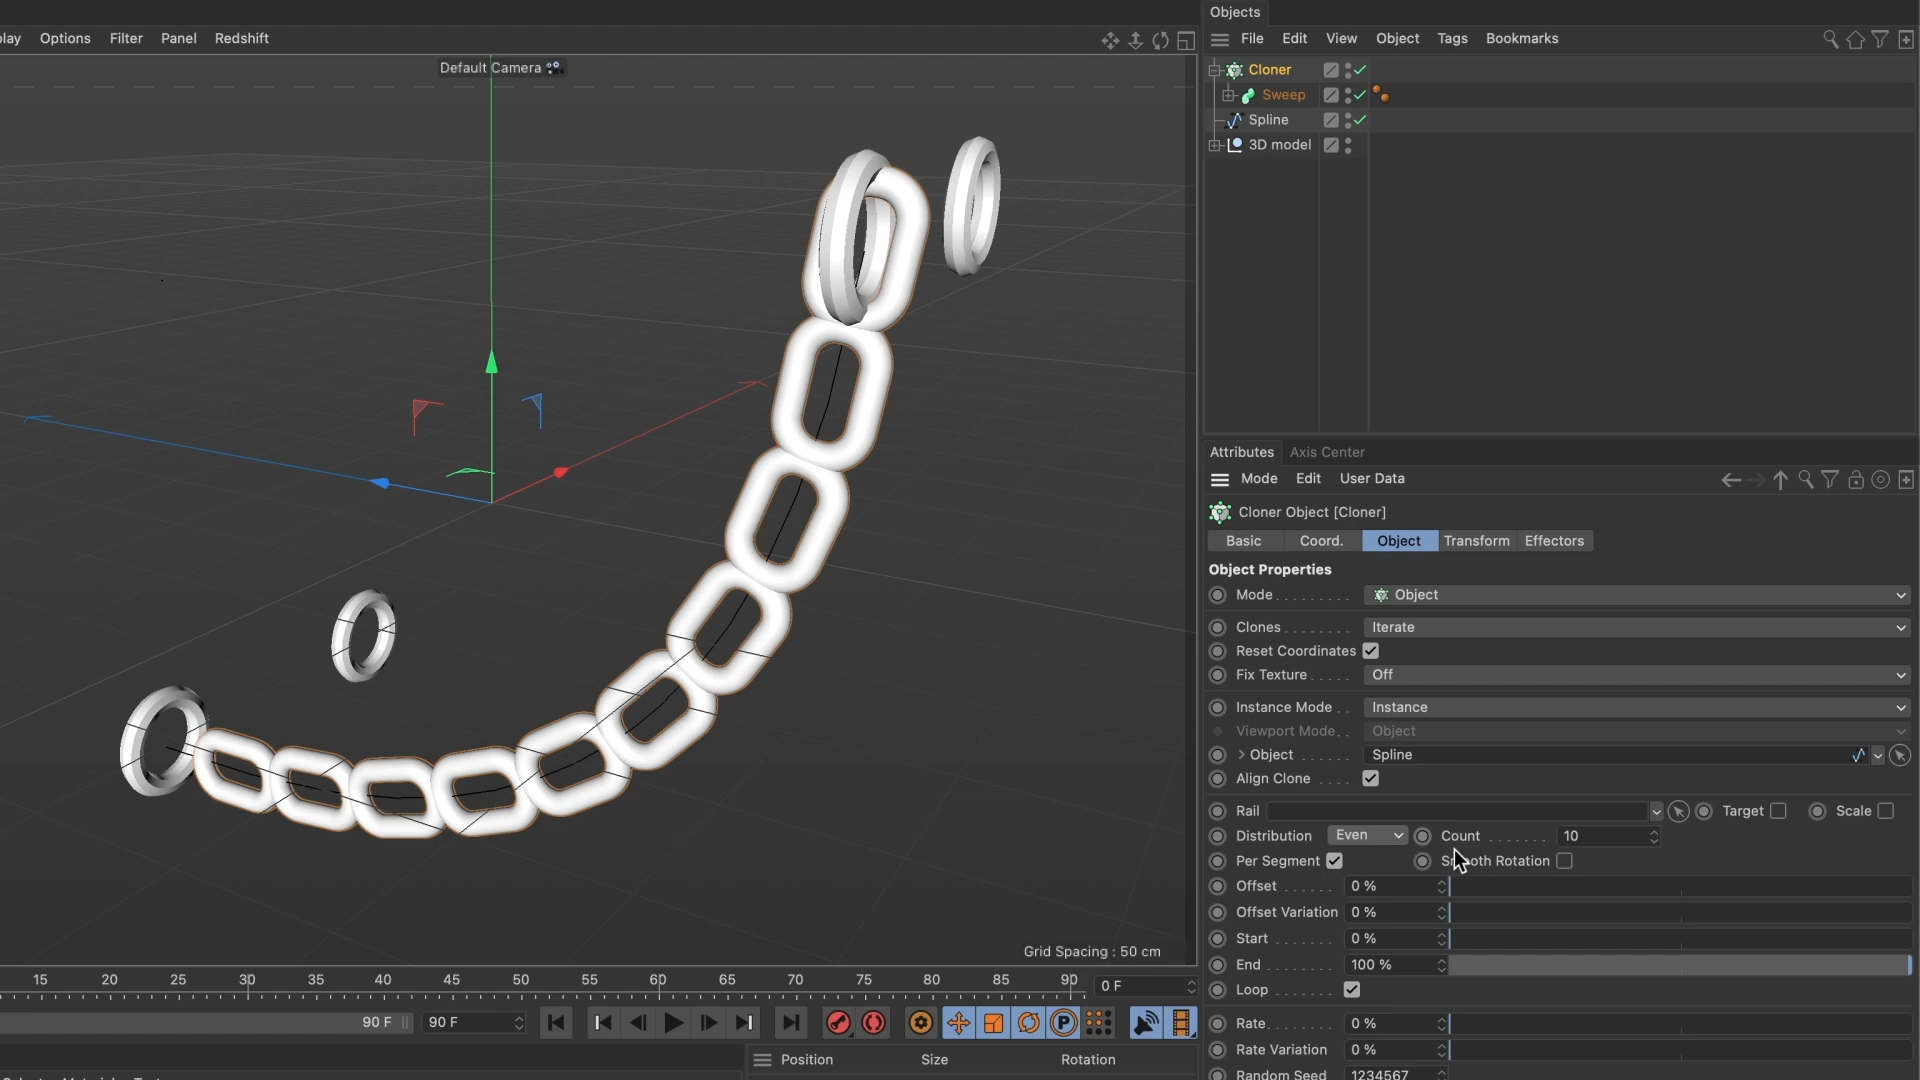 Objects
lay Options Filter Panel Redshift
File Edit View Object Tags Bookmarks
Default Camera
Cloner
Sweep
Spline
3D model
Attributes Axis Center
Mode Edit User Data
Cloner Object [Cloner]
Basic Coord. Object Transform Effectors
Object Properties
Mode......... Object
Clones....... Iterate
Reset Coordinates
Fix Texture..... Off
Instance Mode.. Instance
Viewport Mode.. Object
> Object ..... Spline
Align Clone ....
Rail Target Scale
Distribution Even Count ....... 10
Per Segment Smooth Rotation
Offset ...... 0 %
Offset Variation 0 %
Start ....... 0 %
Grid Spacing : 50 cm
End ........ 100 %
15 20 25 30 35 40 45 50 55 60 65 70 75 80 85 90 0 F
Loop .......
90 F 90 F P
Rate........ 0 %
Rate Variation 0 %
Position Size Rotation
Random Seed 1234567